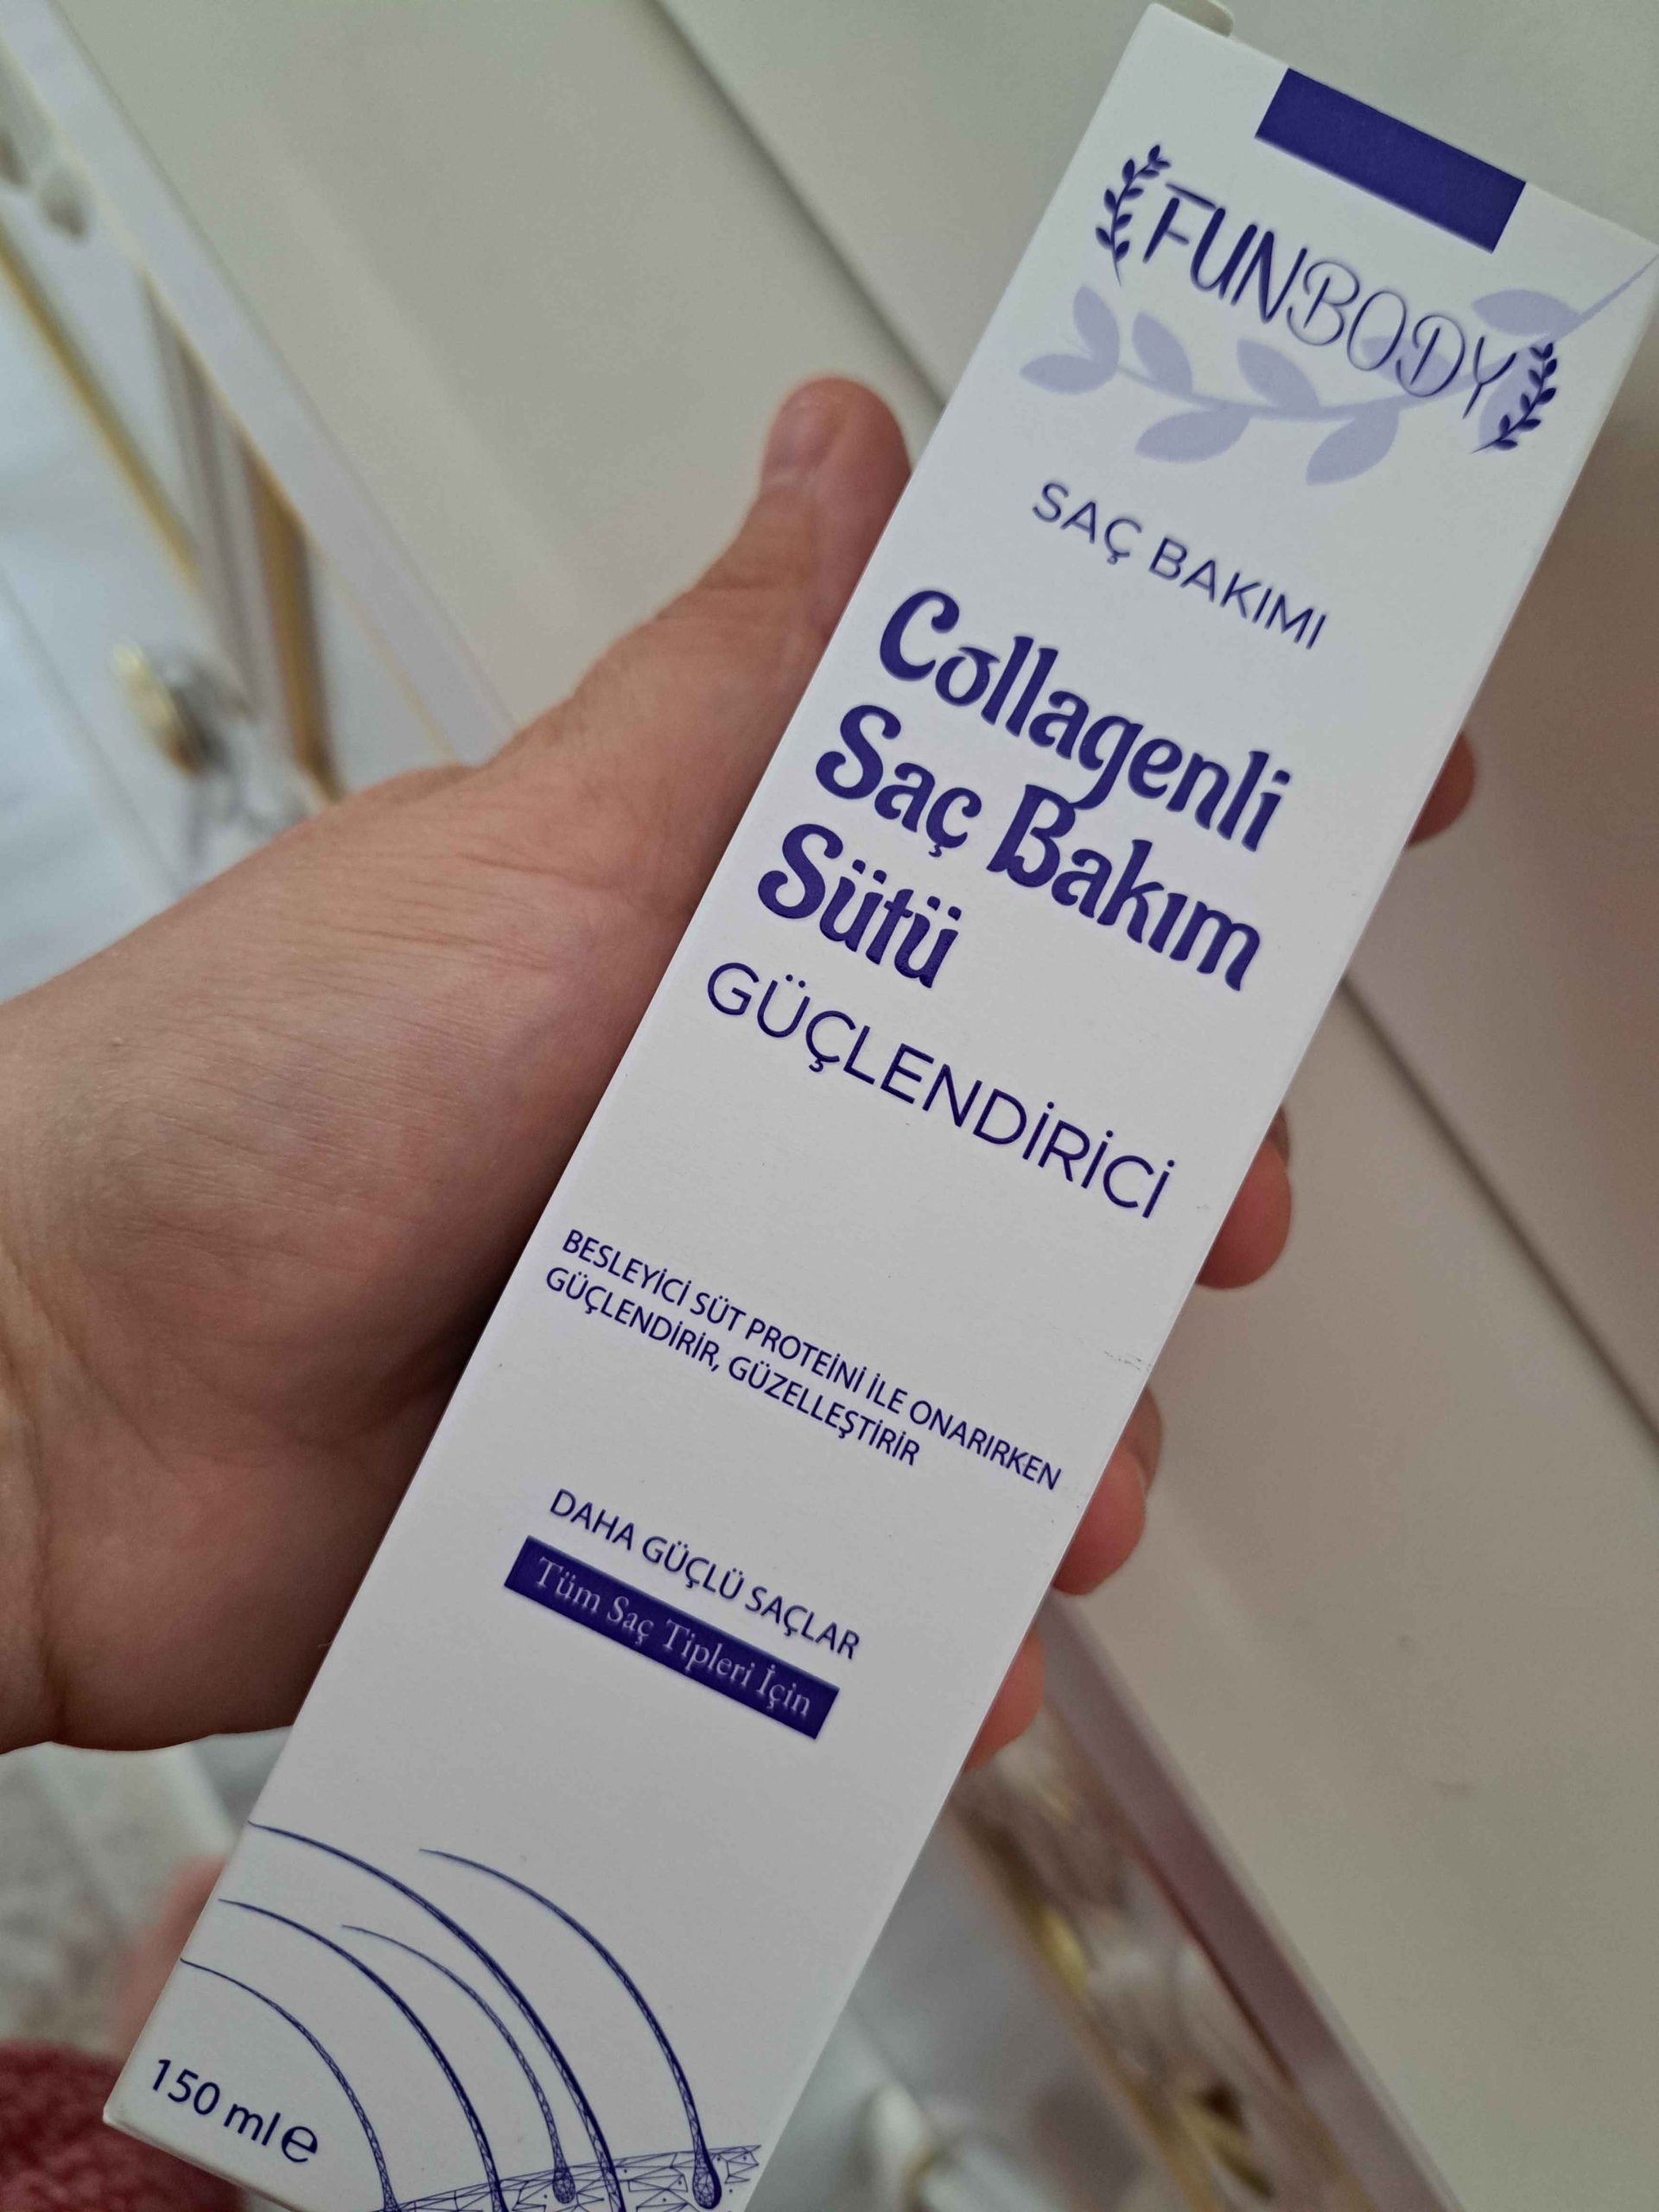 FUNBODY
SAÇ BAKIMI
Collagenli
Saç Bakım
Sütü
GÜÇLENDİRİCİ
BESLEYİCİ SÜT PROTEİNİ İLE ONARIRKEN
GÜÇLENDİRİR, GÜZELLEŞTİRİR
DAHA GÜÇLÜ SAÇLAR
Tüm Saç Tipleri İçin
150 ml ℮